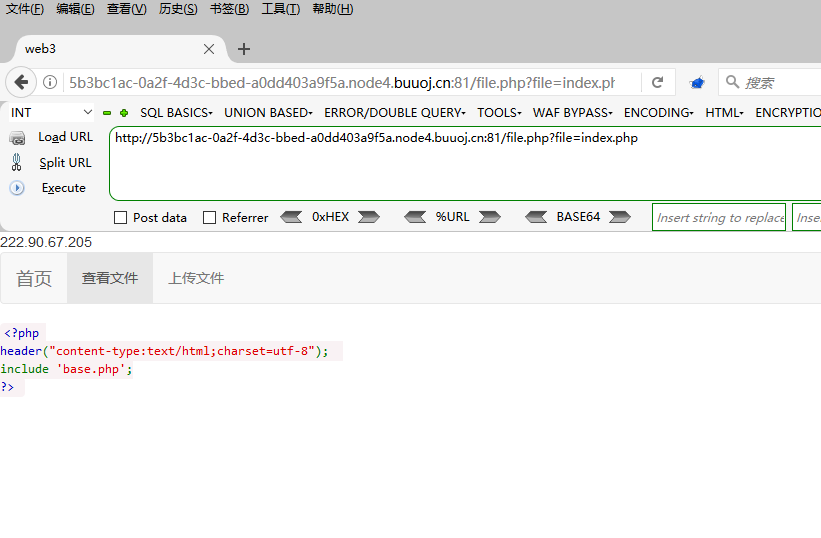 文件(F) 编辑(E) 查看(V) 历史(S) 书签(B) 工具(T) 帮助(H)
web3
5b3bc1ac-0a2f-4d3c-bbed-a0dd403a9f5a.node4.buuoj.cn:81/file.php?file=index.ph
搜索
INT SQL BASICS UNION BASED ERROR/DOUBLE QUERY TOOLS WAF BYPASS ENCODING HTML ENCRYPTIO
Load URL
http://5b3bc1ac-0a2f-4d3c-bbed-a0dd403a9f5a.node4.buuoj.cn:81/file.php?file=index.php
Split URL
Execute
Post data Referrer 0xHEX %URL BASE64 Insert string to replace Inse
222.90.67.205
首页 查看文件 上传文件
<?php
header("content-type:text/html;charset=utf-8");
include 'base.php';
?>